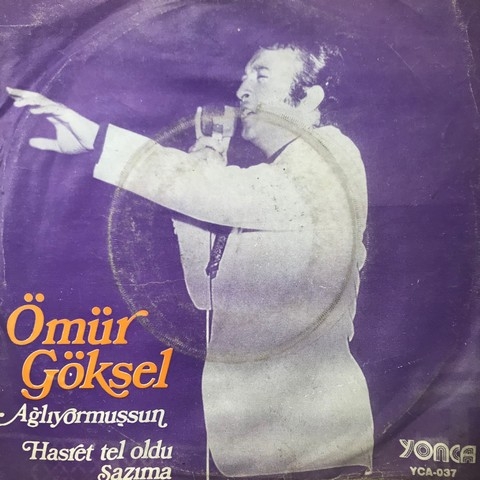 Ömür
Göksel
Ağlıyormuşsun
Hasret tel oldu
Sazıma
YONCA
YCA-037